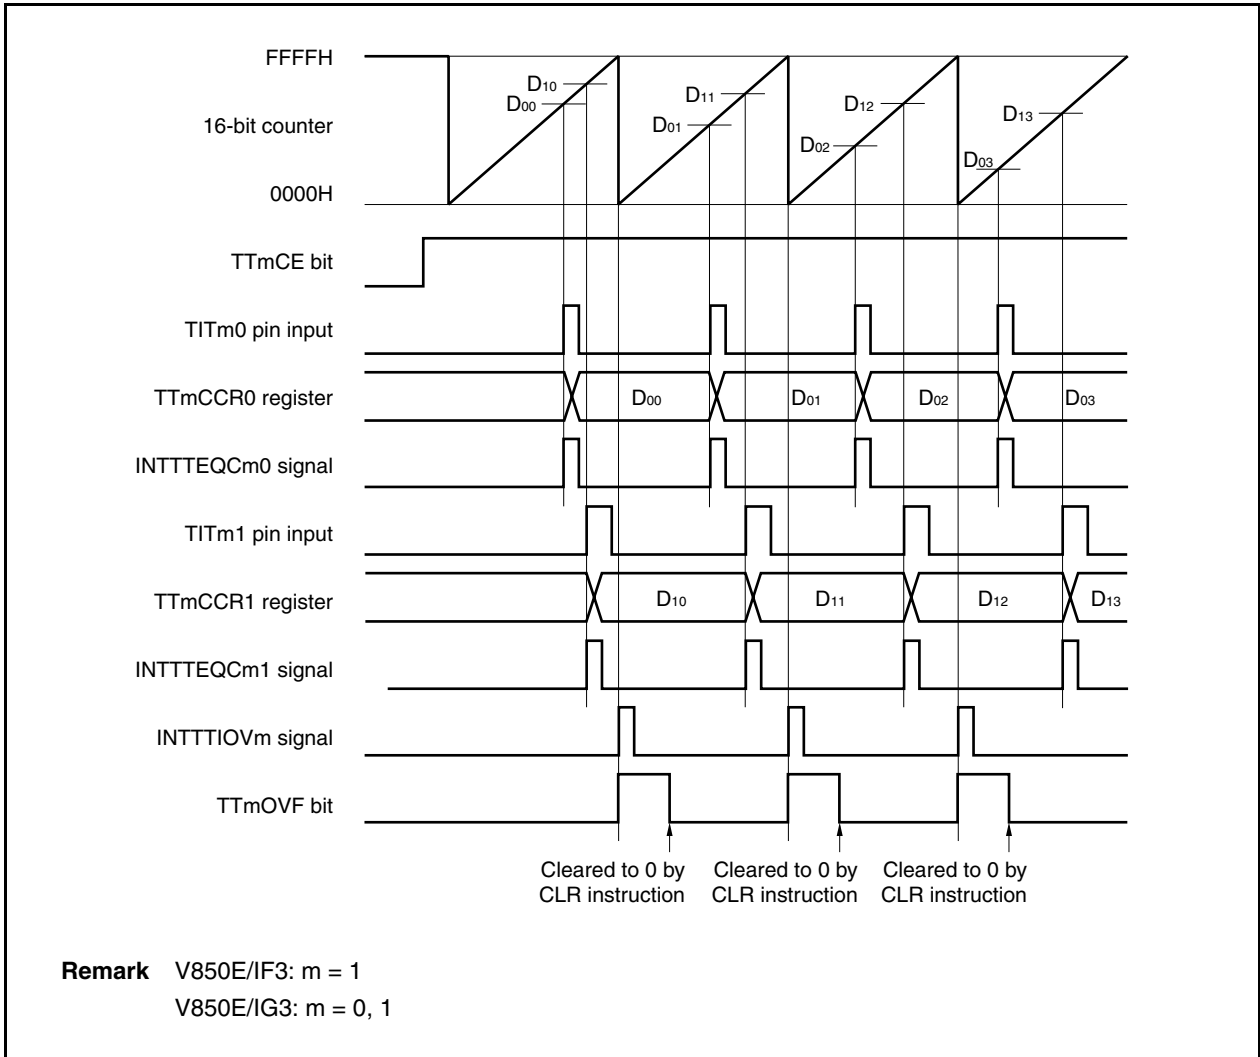 FFFFH
16-bit counter
0000H
D10
D00
D11
D01
D12
D02
D13
D03
TTmCE bit
TITm0 pin input
TTmCCR0 register
D00
D01
D02
D03
INTTTEQCm0 signal
TITm1 pin input
TTmCCR1 register
D10
D11
D12
D13
INTTTEQCm1 signal
INTTTIOVm signal
TTmOVF bit
Cleared to 0 by
CLR instruction
Cleared to 0 by
CLR instruction
Cleared to 0 by
CLR instruction
Remark V850E/IF3: m = 1
V850E/IG3: m = 0, 1